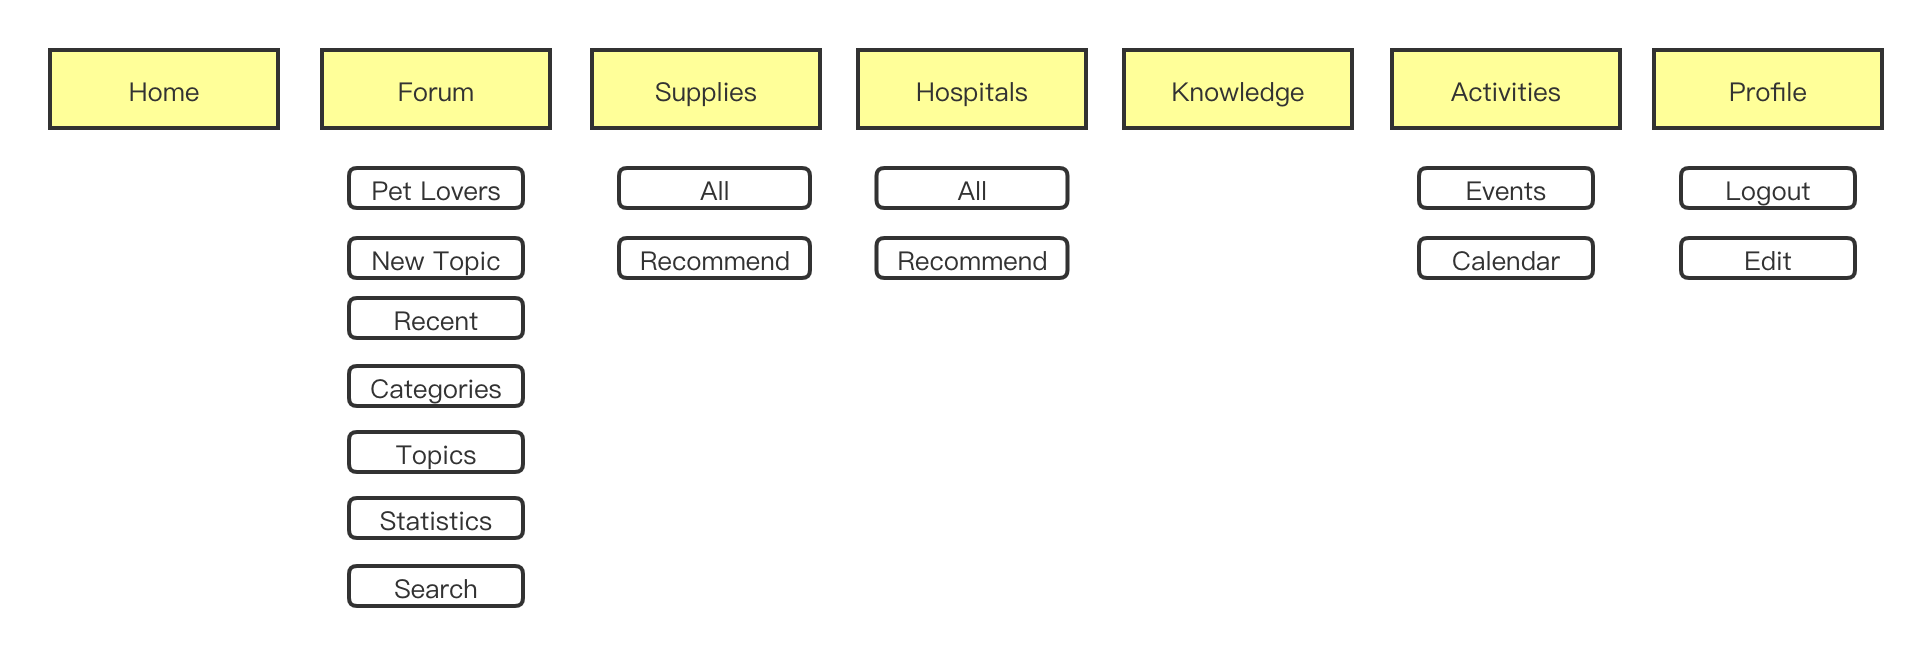 Home
Forum
Supplies
Hospitals
Knowledge
Activities
Profile
Pet Lovers
New Topic
Recent
Categories
Topics
Statistics
Search
All
Recommend
All
Recommend
Events
Calendar
Logout
Edit